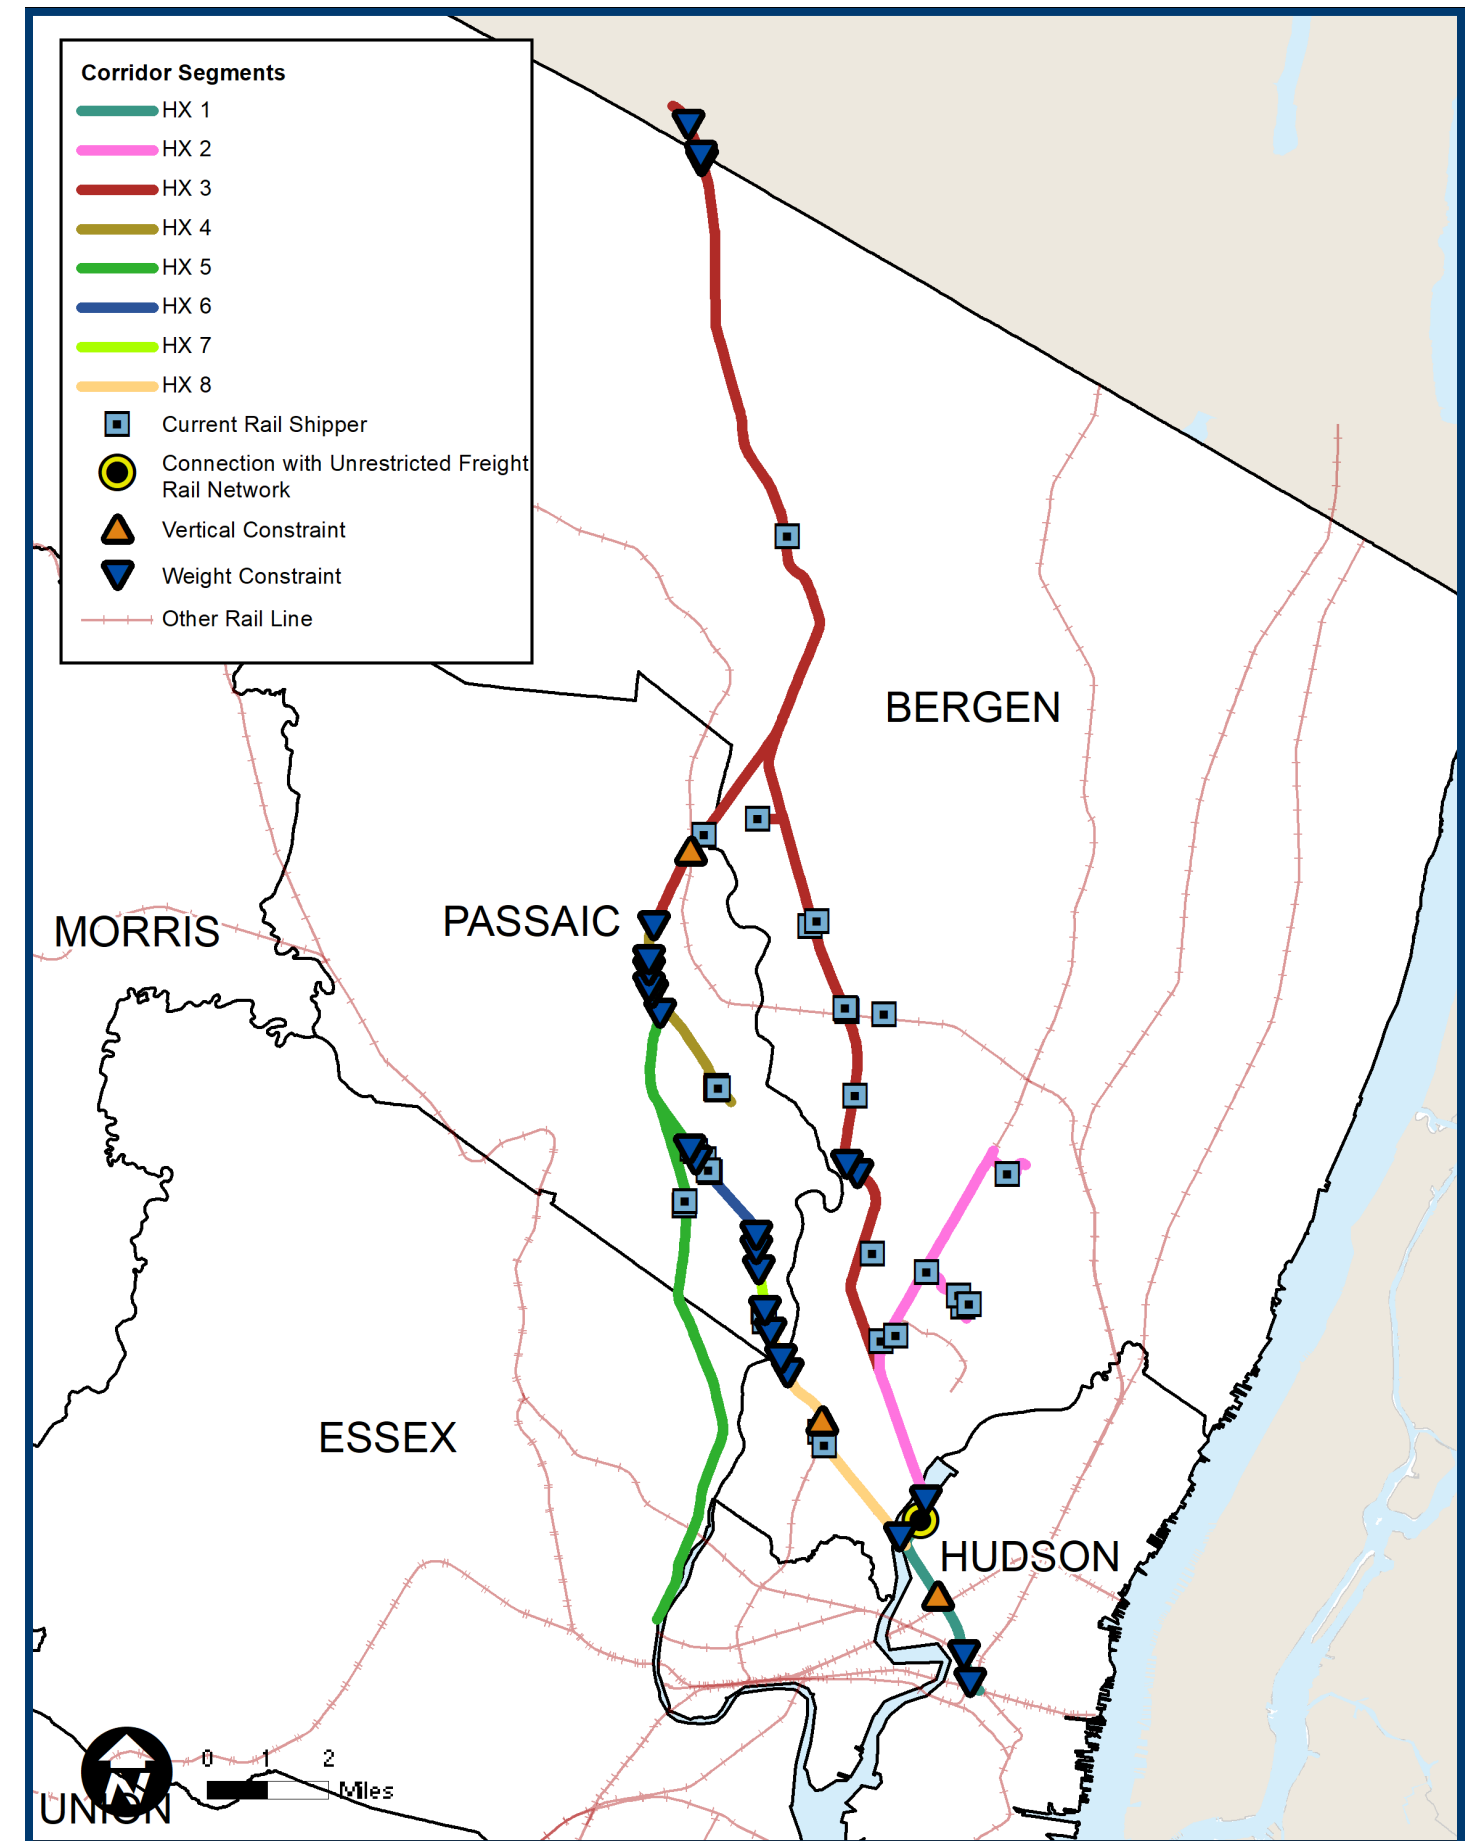 Corridor Segments
HX 1
HX 2
HX 3
HX 4
HX 5
HX 6
HX 7
HX 8
Current Rail Shipper
Connection with Unrestricted Freight
Rail Network
Vertical Constraint
Weight Constraint
Other Rail Line
BERGEN
PASSAIC
MORRIS
ESSEX
HUDSON
0 1 2
Miles
N
UNION